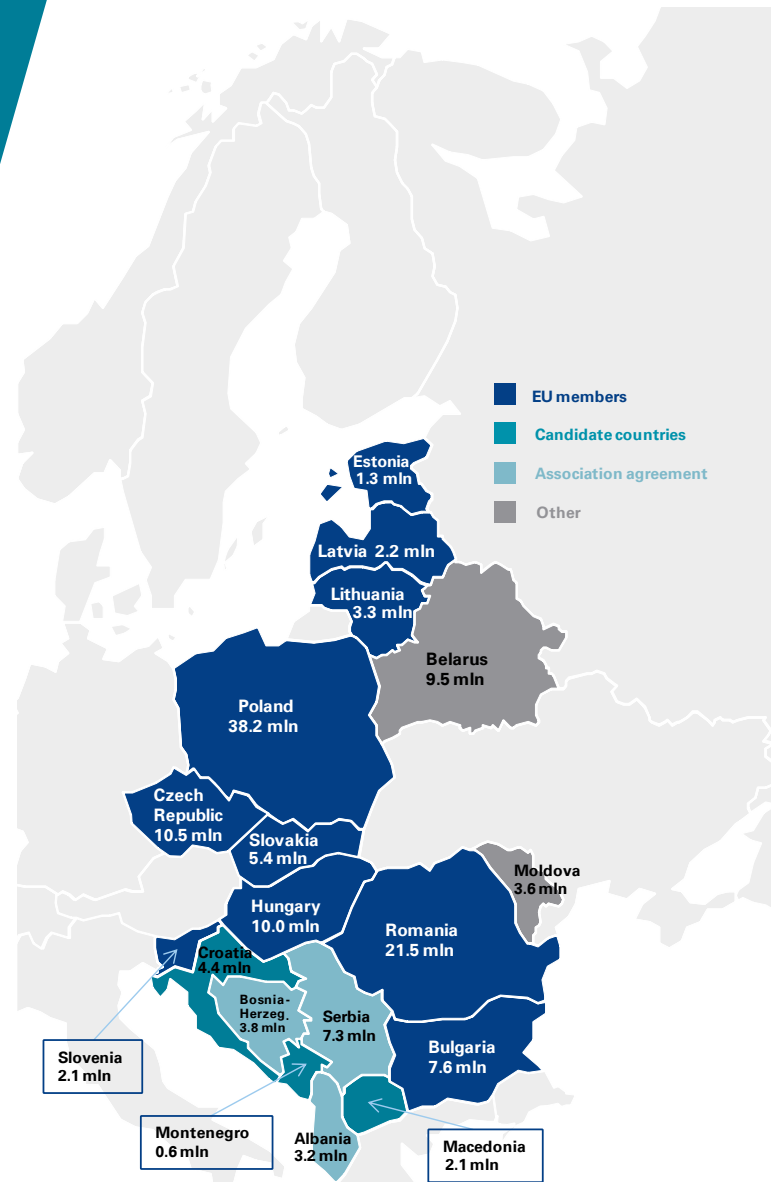 EU members
Candidate countries
Association agreement
Other
Estonia
1.3 mln
Latvia 2.2 mln
Lithuania
3.3 mln
Belarus
9.5 mln
Poland
38.2 mln
Czech
Republic
10.5 mln
Slovakia
5.4 mln
Moldova
3.6 mln
Hungary
10.0 mln
Romania
21.5 mln
Croatia
4.4 mln
Bosnia-
Herzeg.
3.8 mln
Serbia
7.3 mln
Bulgaria
7.6 mln
Slovenia
2.1 mln
Montenegro
0.6 mln
Albania
3.2 mln
Macedonia
2.1 mln